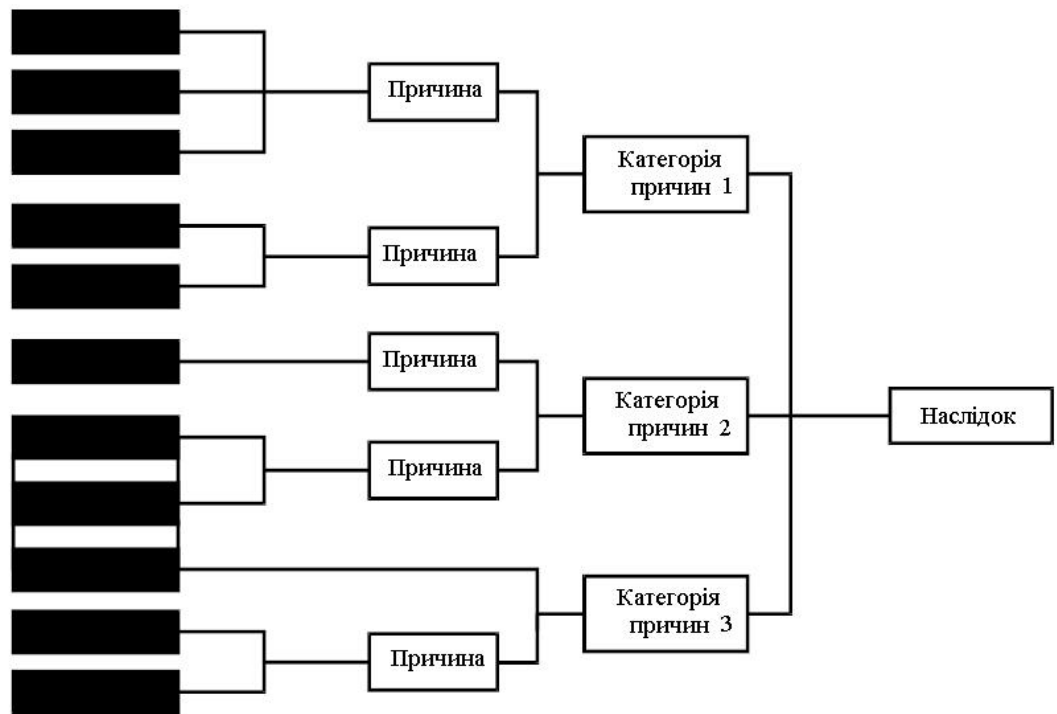 Причина
Категорія
причин 1
Причина
Причина
Категорія
причин 2
Наслідок
Причина
Категорія
причин 3
Причина